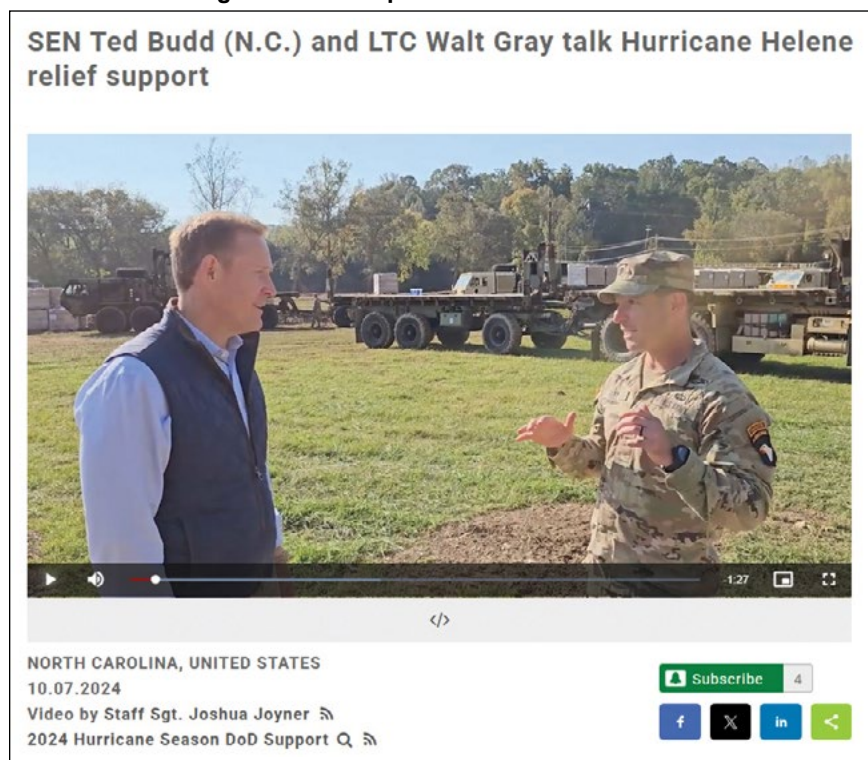 SEN Ted Budd (N.C.) and LTC Walt Gray talk Hurricane Helene
relief support
-1:27
</>
NORTH CAROLINA, UNITED STATES
10.07.2024
Video by Staff Sgt. Joshua Joyner
2024 Hurricane Season DoD Support
Subscribe 4
f X in